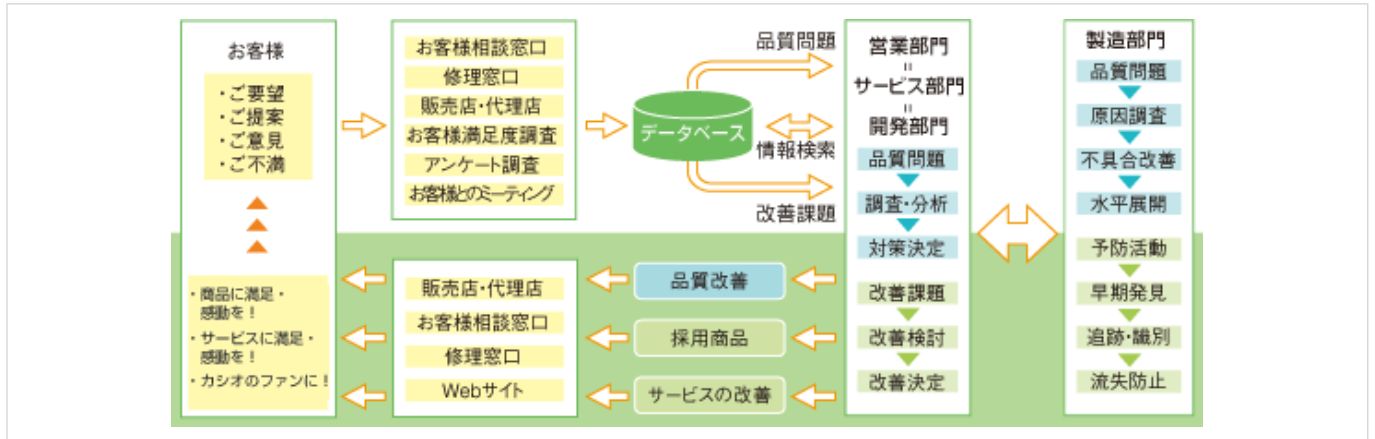 お客様
・ご要望
・ご提案
・ご意見
・ご不満
・商品に満足・
感動を！
・サービスに満足・
感動を！
・カシオのファンに！
お客様相談窓口
修理窓口
販売店・代理店
お客様満足度調査
アンケート調査
お客様とのミーティング
販売店・代理店
お客様相談窓口
修理窓口
Webサイト
データベース
品質問題
情報検索
改善課題
品質改善
採用商品
サービスの改善
営業部門
=
サービス部門
=
開発部門
品質問題
調査・分析
対策決定
改善課題
改善検討
改善決定
製造部門
品質問題
原因調査
不具合改善
水平展開
予防活動
早期発見
追跡・識別
流失防止